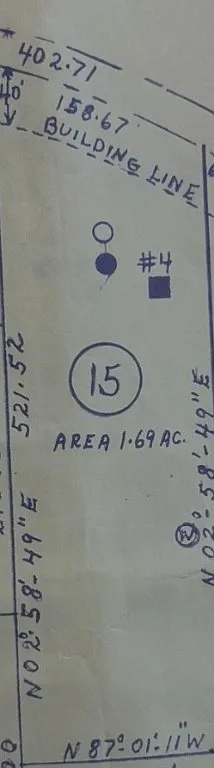 402.71
158.67
BUILDING LINE
#4
15
AREA 1.69 AC.
521.52
N 02°-58'-49" E
W
N 02°-58'-49" E
N 87°-01'-11" W